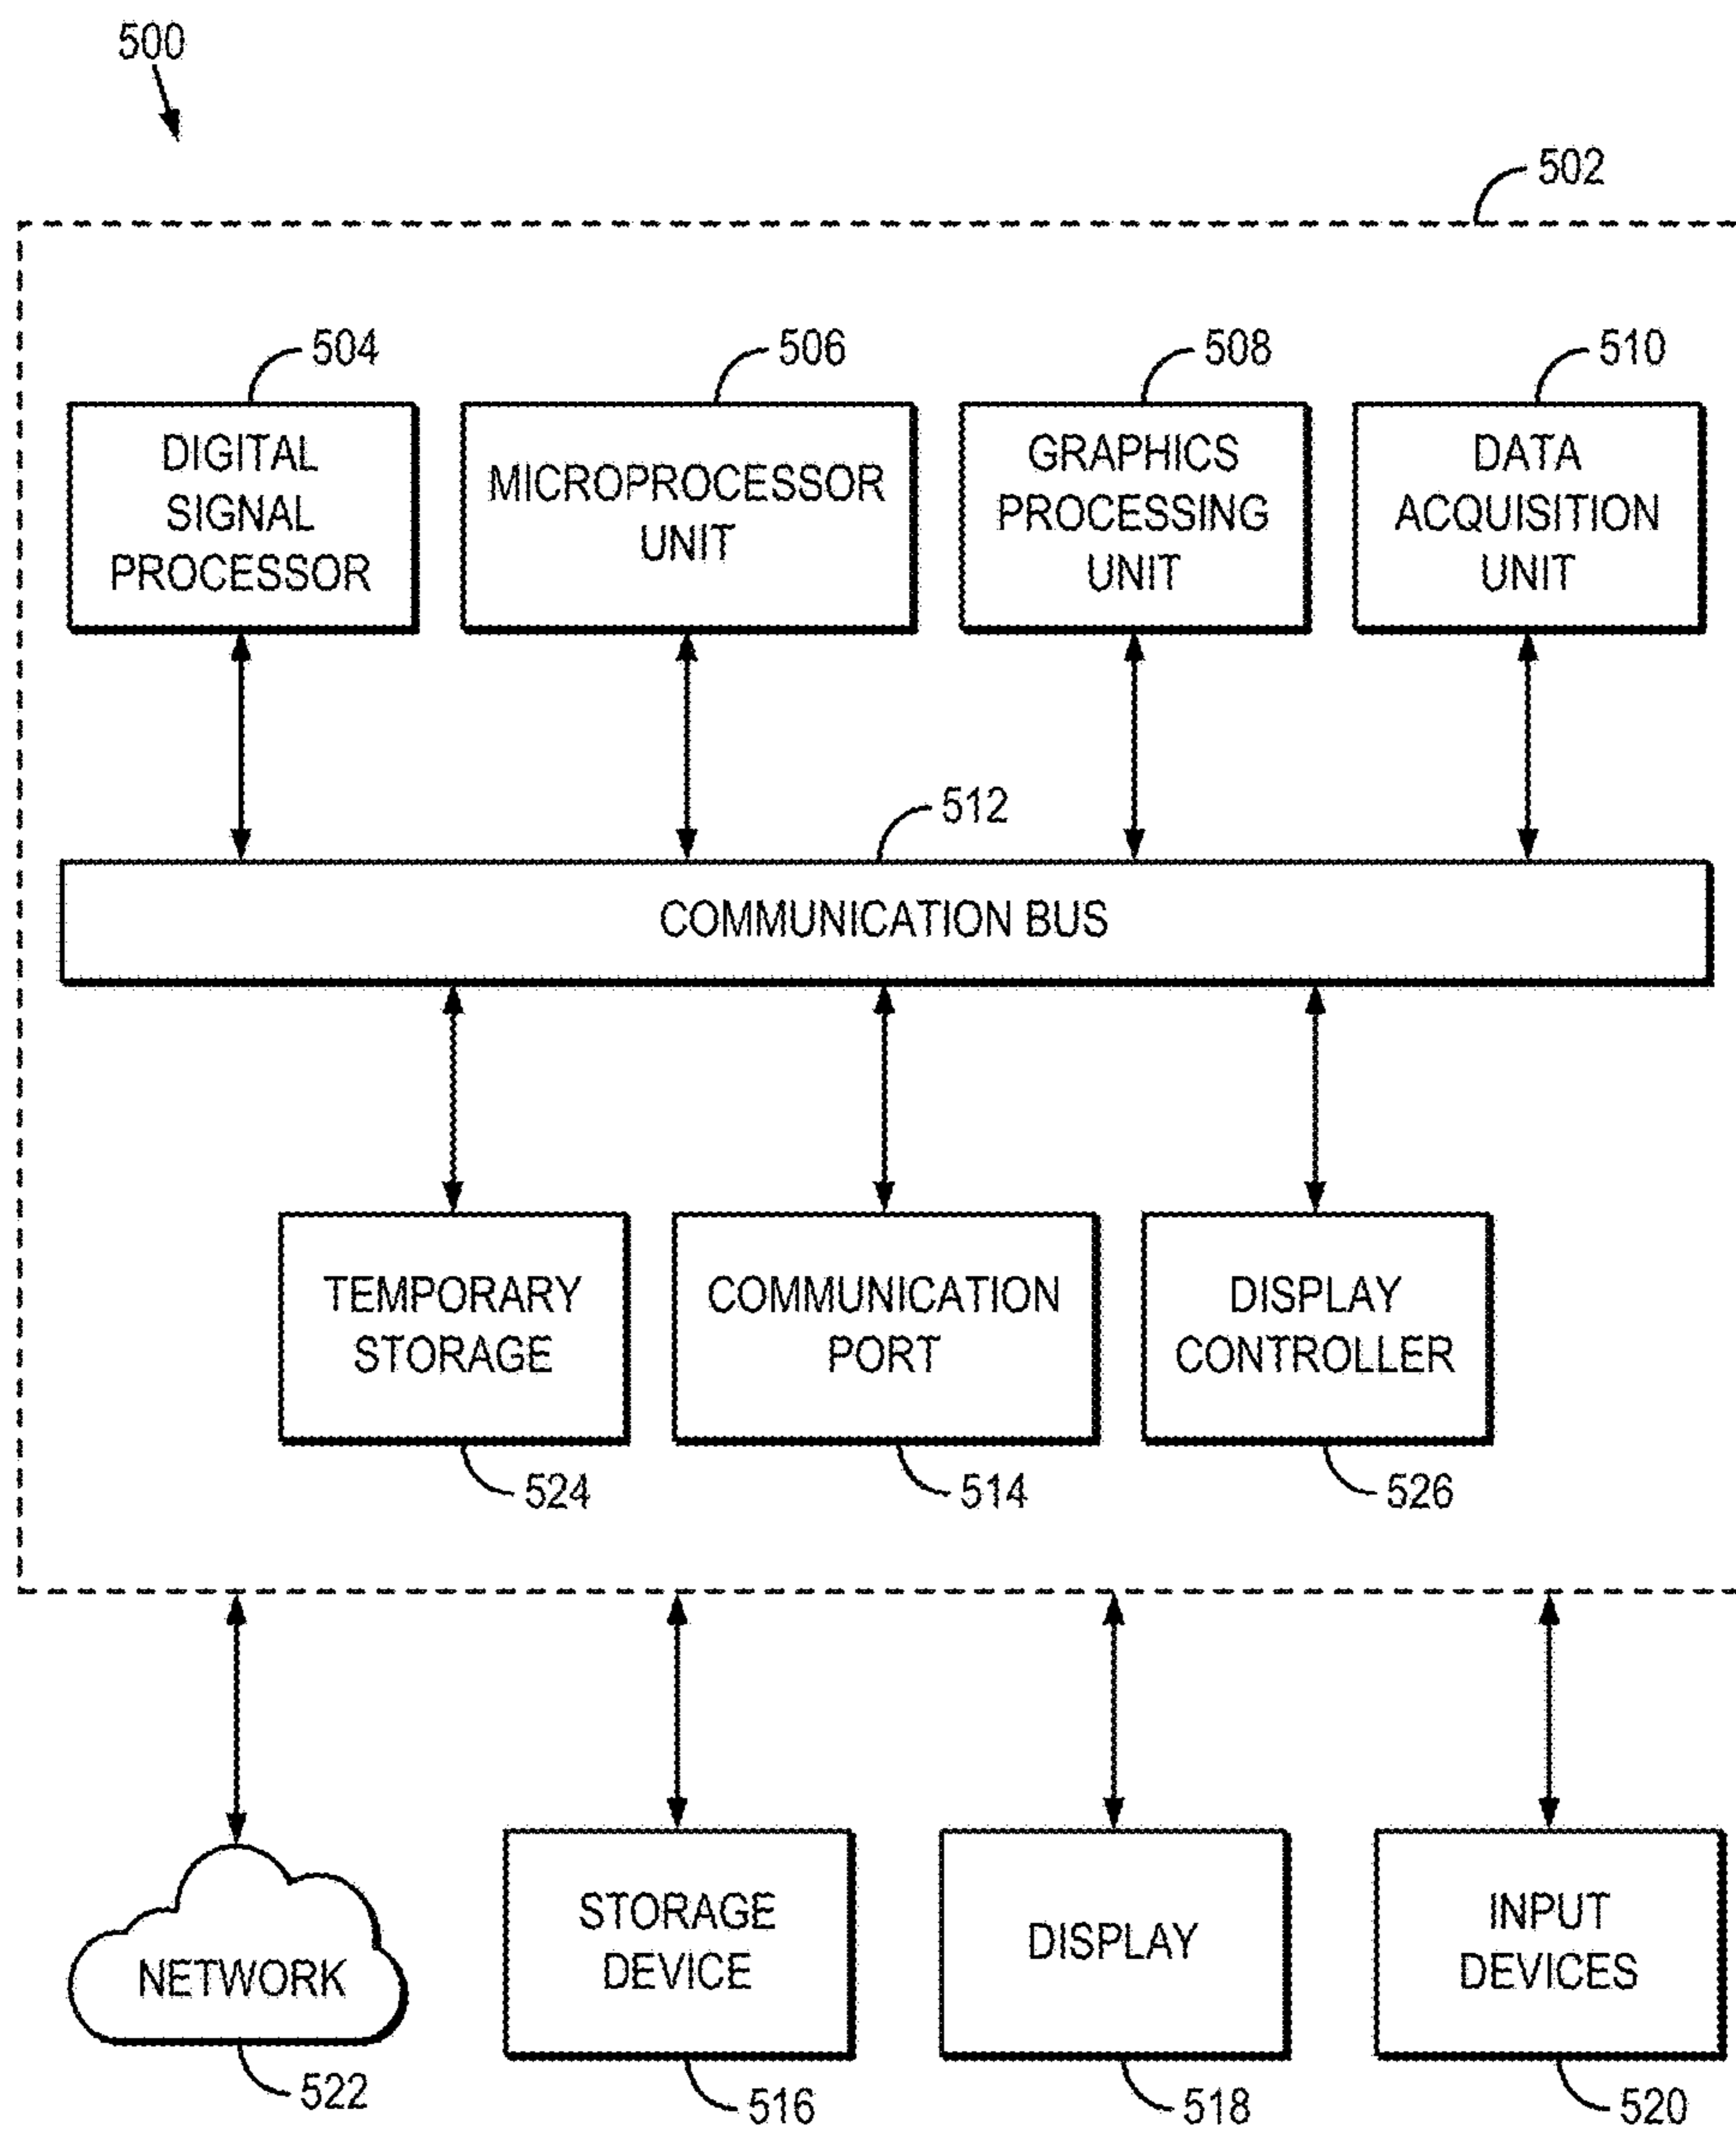 500
502
504
506
508
510
DIGITAL
SIGNAL
PROCESSOR
MICROPROCESSOR
UNIT
GRAPHICS
PROCESSING
UNIT
DATA
ACQUISITION
UNIT
512
COMMUNICATION BUS
TEMPORARY
STORAGE
COMMUNICATION
PORT
DISPLAY
CONTROLLER
524
514
526
NETWORK
STORAGE
DEVICE
DISPLAY
INPUT
DEVICES
522
516
518
520